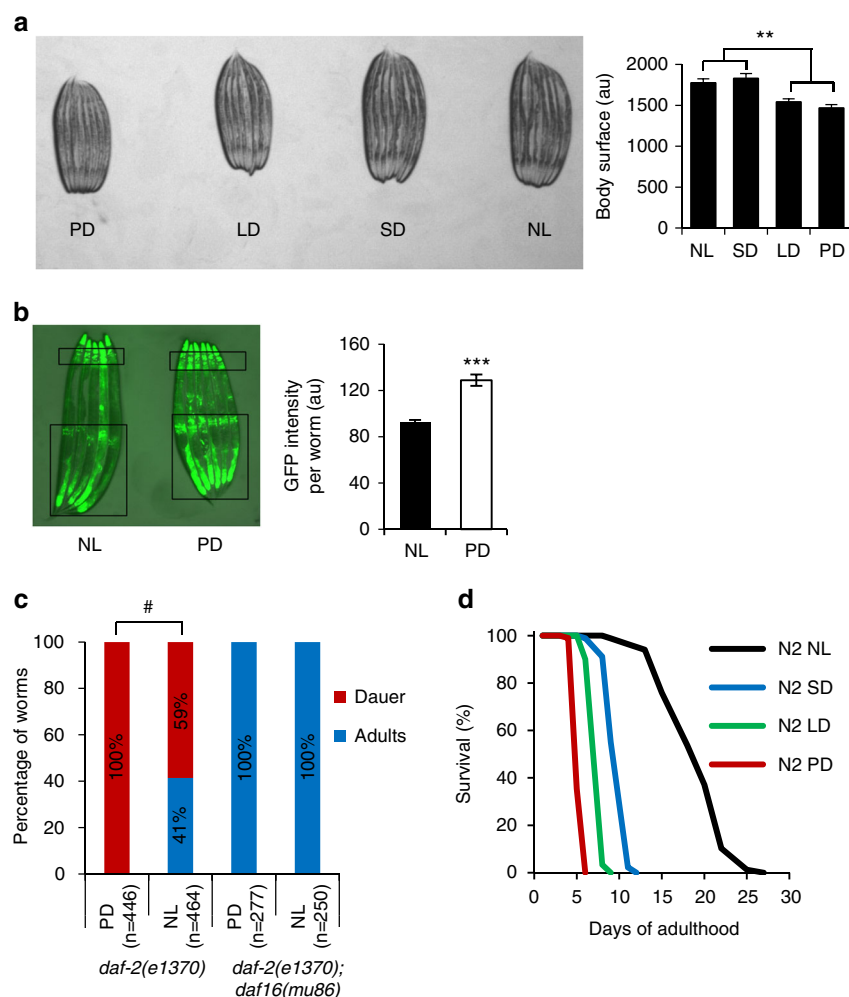 a
PD
LD
SD
NL
**
Body surface (au)
2000
1500
1000
500
0
NL SD LD PD
b
NL
PD
GFP intensity
per worm (au)
160
120
80
40
0
***
NL PD
c
#
Percentage of worms
100
80
60
40
20
0
100%
59%
41%
100%
100%
Dauer
Adults
PD
(n=446)
NL
(n=464)
PD
(n=277)
NL
(n=250)
daf-2(e1370)
daf-2(e1370);
daf16(mu86)
d
Survival (%)
100
80
60
40
20
0
0 5 10 15 20 25 30
Days of adulthood
N2 NL
N2 SD
N2 LD
N2 PD